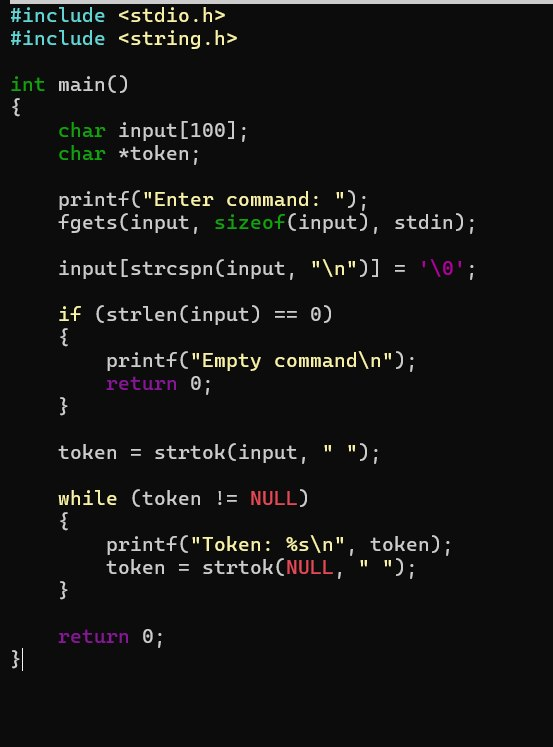 #include <stdio.h>
#include <string.h>

int main()
{
    char input[100];
    char *token;

    printf("Enter command: ");
    fgets(input, sizeof(input), stdin);

    input[strcspn(input, "\n")] = '\0';

    if (strlen(input) == 0)
    {
        printf("Empty command\n");
        return 0;
    }

    token = strtok(input, " ");

    while (token != NULL)
    {
        printf("Token: %s\n", token);
        token = strtok(NULL, " ");
    }

    return 0;
}